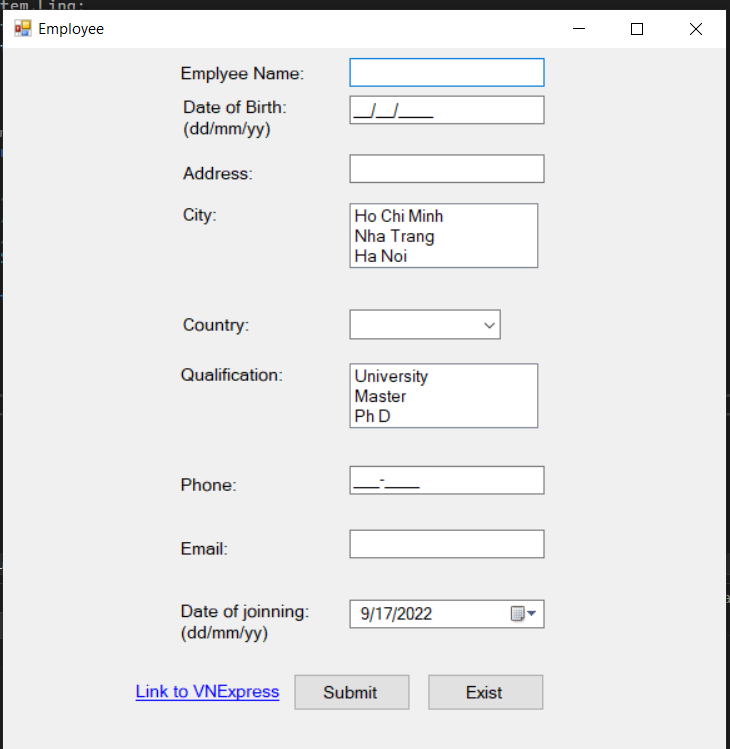 tem.Linq;
Employee
Emplyee Name:
Date of Birth: __/__/____
(dd/mm/yy)
Address:
City:
Ho Chi Minh
Nha Trang
Ha Noi
Country:
Qualification:
University
Master
Ph D
Phone: ___-____
Email:
Date of joinning: 9/17/2022
(dd/mm/yy)
Link to VNExpress Submit Exist